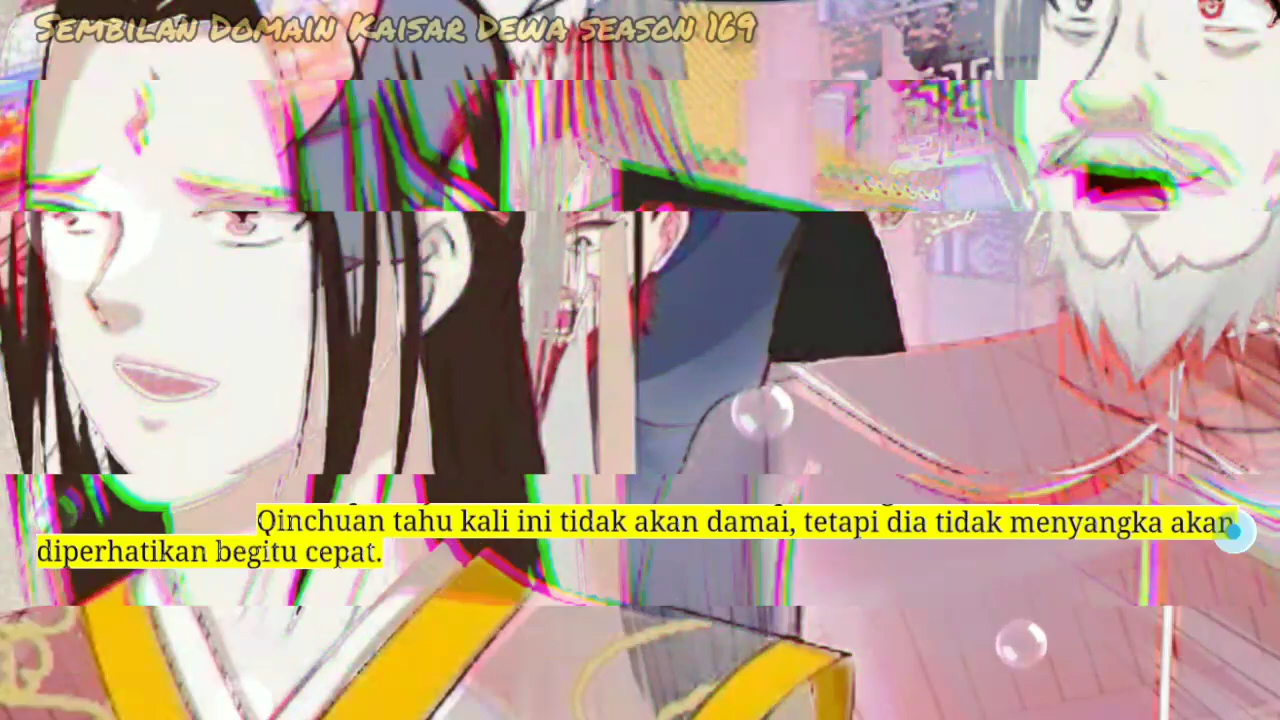 Sembilan Domain Kaisar Dewa season 169
Qinchuan tahu kali ini tidak akan damai, tetapi dia tidak menyangka akan
diperhatikan begitu cepat.